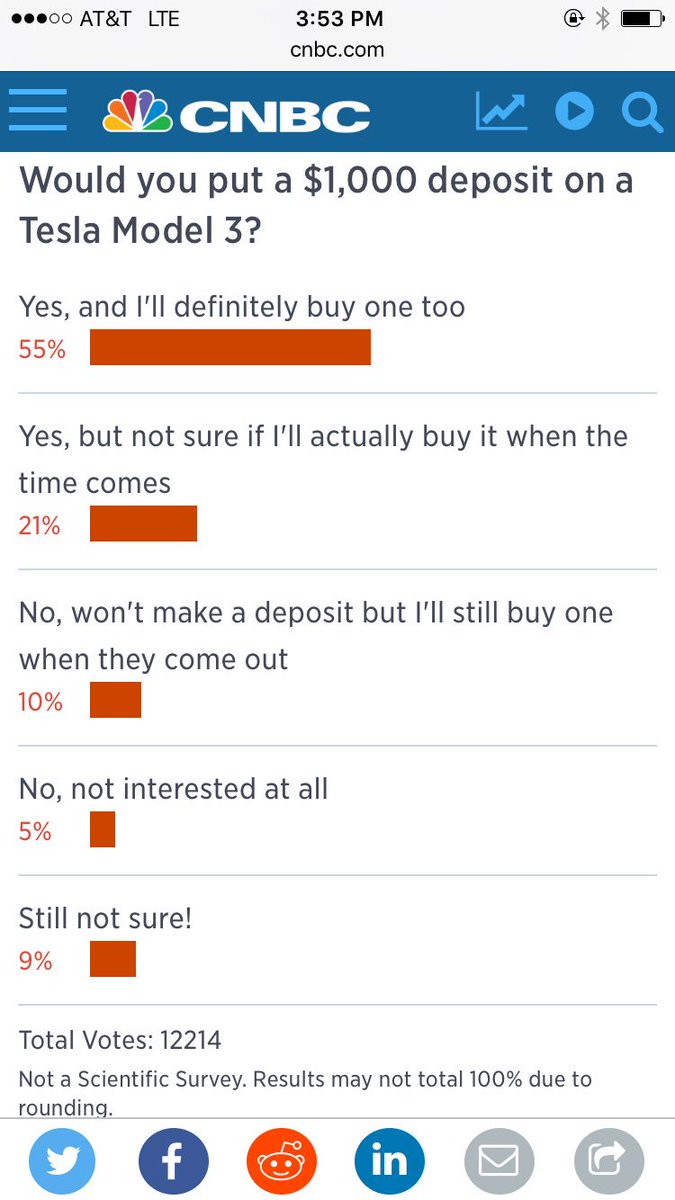 AT&T LTE 3:53 PM
cnbc.com
CNBC
Would you put a $1,000 deposit on a
Tesla Model 3?
Yes, and I'll definitely buy one too
55%
Yes, but not sure if I'll actually buy it when the
time comes
21%
No, won't make a deposit but I'll still buy one
when they come out
10%
No, not interested at all
5%
Still not sure!
9%
Total Votes: 12214
Not a Scientific Survey. Results may not total 100% due to
rounding.
f
in